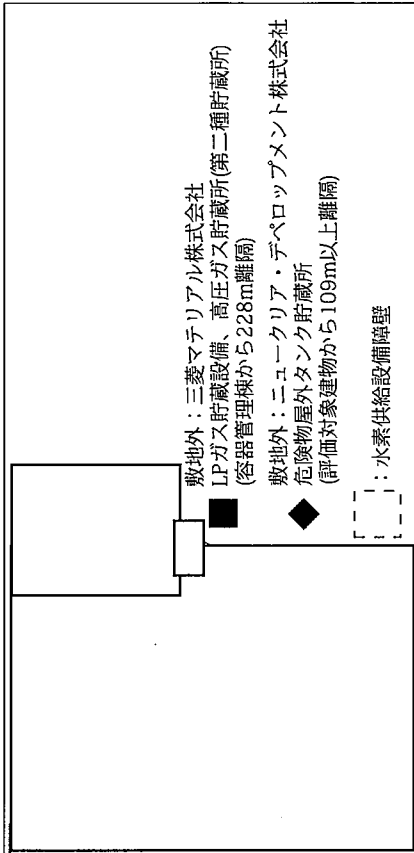 敷地外：三菱マテリアル株式会社
LPガス貯蔵設備、高圧ガス貯蔵所(第二種貯蔵所)
(容器管理棟から228m離隔)
敷地外：ニュークリア・デベロップメント株式会社
危険物屋外タンク貯蔵所
(評価対象建物から109m以上離隔)
：水素供給設備障壁